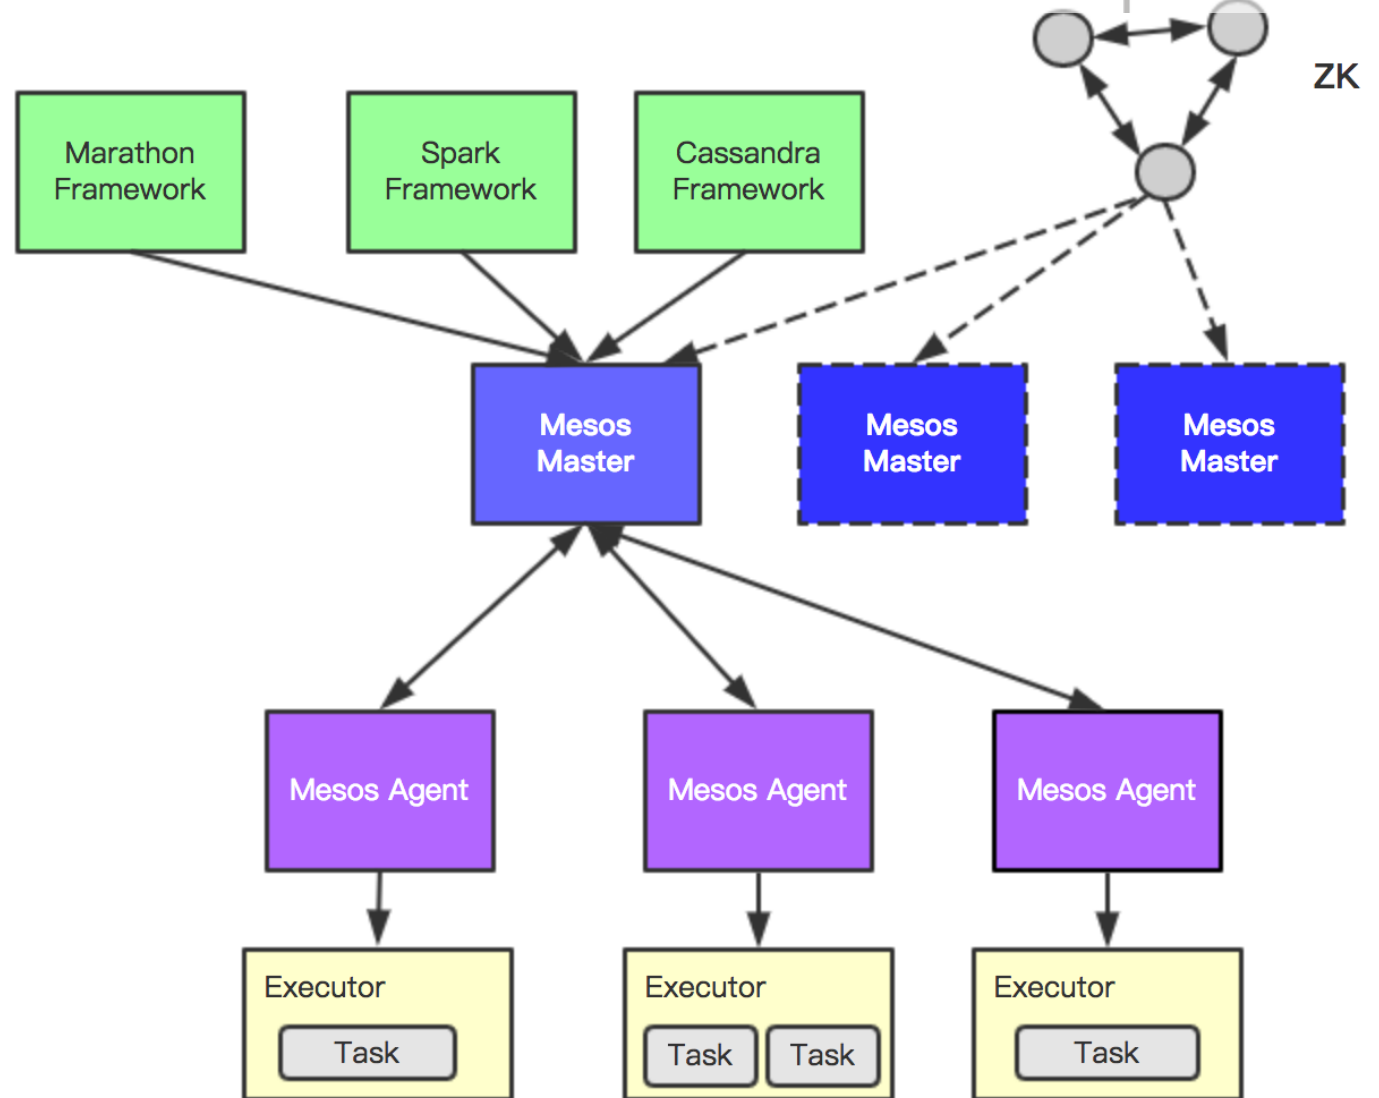 ZK
Marathon
Framework
Spark
Framework
Cassandra
Framework
Mesos
Master
Mesos
Master
Mesos
Master
Mesos Agent
Mesos Agent
Mesos Agent
Executor
Task
Executor
Task
Task
Executor
Task